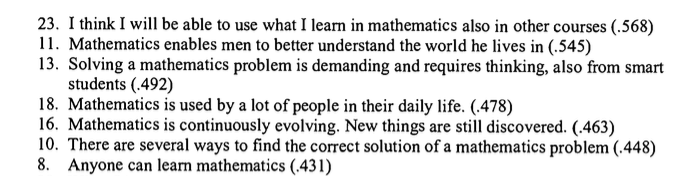 23. I think I will be able to use what I learn in mathematics also in other courses (.568)
11. Mathematics enables men to better understand the world he lives in (.545)
13. Solving a mathematics problem is demanding and requires thinking, also from smart
students (.492)
18. Mathematics is used by a lot of people in their daily life. (.478)
16. Mathematics is continuously evolving. New things are still discovered. (.463)
10. There are several ways to find the correct solution of a mathematics problem (.448)
8. Anyone can learn mathematics (.431)